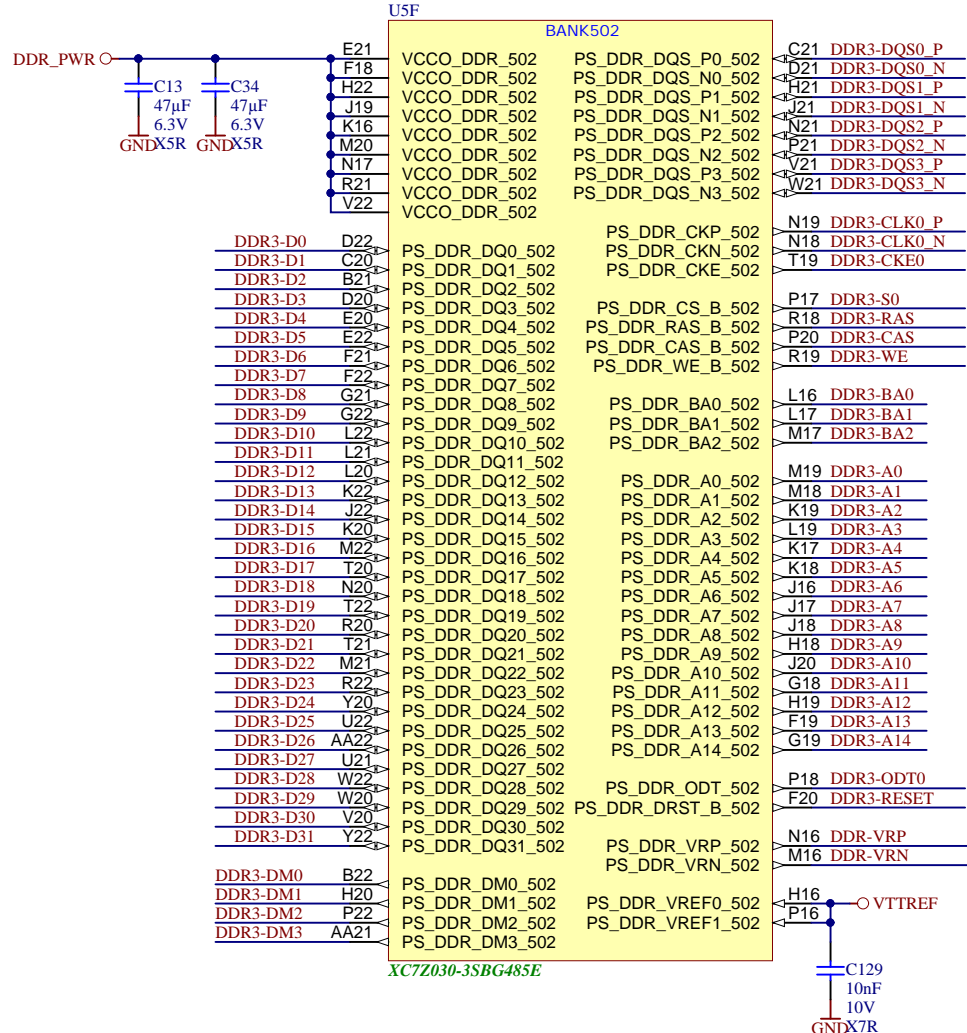 U5F
BANK502
DDR_PWR
C13
47µF
6.3V
X5R
GND
C34
47µF
6.3V
X5R
GND
E21 VCCO_DDR_502
F18 VCCO_DDR_502
H22 VCCO_DDR_502
J19 VCCO_DDR_502
K16 VCCO_DDR_502
M20 VCCO_DDR_502
N17 VCCO_DDR_502
R21 VCCO_DDR_502
V22 VCCO_DDR_502
DDR3-D0 D22 PS_DDR_DQ0_502
DDR3-D1 C20 PS_DDR_DQ1_502
DDR3-D2 B21 PS_DDR_DQ2_502
DDR3-D3 D20 PS_DDR_DQ3_502
DDR3-D4 E20 PS_DDR_DQ4_502
DDR3-D5 E22 PS_DDR_DQ5_502
DDR3-D6 F21 PS_DDR_DQ6_502
DDR3-D7 F22 PS_DDR_DQ7_502
DDR3-D8 G21 PS_DDR_DQ8_502
DDR3-D9 G22 PS_DDR_DQ9_502
DDR3-D10 L22 PS_DDR_DQ10_502
DDR3-D11 L21 PS_DDR_DQ11_502
DDR3-D12 L20 PS_DDR_DQ12_502
DDR3-D13 K22 PS_DDR_DQ13_502
DDR3-D14 J22 PS_DDR_DQ14_502
DDR3-D15 K20 PS_DDR_DQ15_502
DDR3-D16 M22 PS_DDR_DQ16_502
DDR3-D17 T20 PS_DDR_DQ17_502
DDR3-D18 N20 PS_DDR_DQ18_502
DDR3-D19 T22 PS_DDR_DQ19_502
DDR3-D20 R20 PS_DDR_DQ20_502
DDR3-D21 T21 PS_DDR_DQ21_502
DDR3-D22 M21 PS_DDR_DQ22_502
DDR3-D23 R22 PS_DDR_DQ23_502
DDR3-D24 Y20 PS_DDR_DQ24_502
DDR3-D25 U22 PS_DDR_DQ25_502
DDR3-D26 AA22 PS_DDR_DQ26_502
DDR3-D27 U21 PS_DDR_DQ27_502
DDR3-D28 W22 PS_DDR_DQ28_502
DDR3-D29 W20 PS_DDR_DQ29_502
DDR3-D30 V20 PS_DDR_DQ30_502
DDR3-D31 Y22 PS_DDR_DQ31_502
DDR3-DM0 B22 PS_DDR_DM0_502
DDR3-DM1 H20 PS_DDR_DM1_502
DDR3-DM2 P22 PS_DDR_DM2_502
DDR3-DM3 AA21 PS_DDR_DM3_502
PS_DDR_DQS_P0_502 C21 DDR3-DQS0_P
PS_DDR_DQS_N0_502 D21 DDR3-DQS0_N
PS_DDR_DQS_P1_502 H21 DDR3-DQS1_P
PS_DDR_DQS_N1_502 J21 DDR3-DQS1_N
PS_DDR_DQS_P2_502 N21 DDR3-DQS2_P
PS_DDR_DQS_N2_502 P21 DDR3-DQS2_N
PS_DDR_DQS_P3_502 V21 DDR3-DQS3_P
PS_DDR_DQS_N3_502 W21 DDR3-DQS3_N
PS_DDR_CKP_502 N19 DDR3-CLK0_P
PS_DDR_CKN_502 N18 DDR3-CLK0_N
PS_DDR_CKE_502 T19 DDR3-CKE0
PS_DDR_CS_B_502 P17 DDR3-S0
PS_DDR_RAS_B_502 R18 DDR3-RAS
PS_DDR_CAS_B_502 P20 DDR3-CAS
PS_DDR_WE_B_502 R19 DDR3-WE
PS_DDR_BA0_502 L16 DDR3-BA0
PS_DDR_BA1_502 L17 DDR3-BA1
PS_DDR_BA2_502 M17 DDR3-BA2
PS_DDR_A0_502 M19 DDR3-A0
PS_DDR_A1_502 M18 DDR3-A1
PS_DDR_A2_502 K19 DDR3-A2
PS_DDR_A3_502 L19 DDR3-A3
PS_DDR_A4_502 K17 DDR3-A4
PS_DDR_A5_502 K18 DDR3-A5
PS_DDR_A6_502 J16 DDR3-A6
PS_DDR_A7_502 J17 DDR3-A7
PS_DDR_A8_502 J18 DDR3-A8
PS_DDR_A9_502 H18 DDR3-A9
PS_DDR_A10_502 J20 DDR3-A10
PS_DDR_A11_502 G18 DDR3-A11
PS_DDR_A12_502 H19 DDR3-A12
PS_DDR_A13_502 F19 DDR3-A13
PS_DDR_A14_502 G19 DDR3-A14
PS_DDR_ODT_502 P18 DDR3-ODT0
PS_DDR_DRST_B_502 F20 DDR3-RESET
PS_DDR_VRP_502 N16 DDR-VRP
PS_DDR_VRN_502 M16 DDR-VRN
PS_DDR_VREF0_502 H16 VTTREF
PS_DDR_VREF1_502 P16
XC7Z030-3SBG485E
C129
10nF
10V
X7R
GND